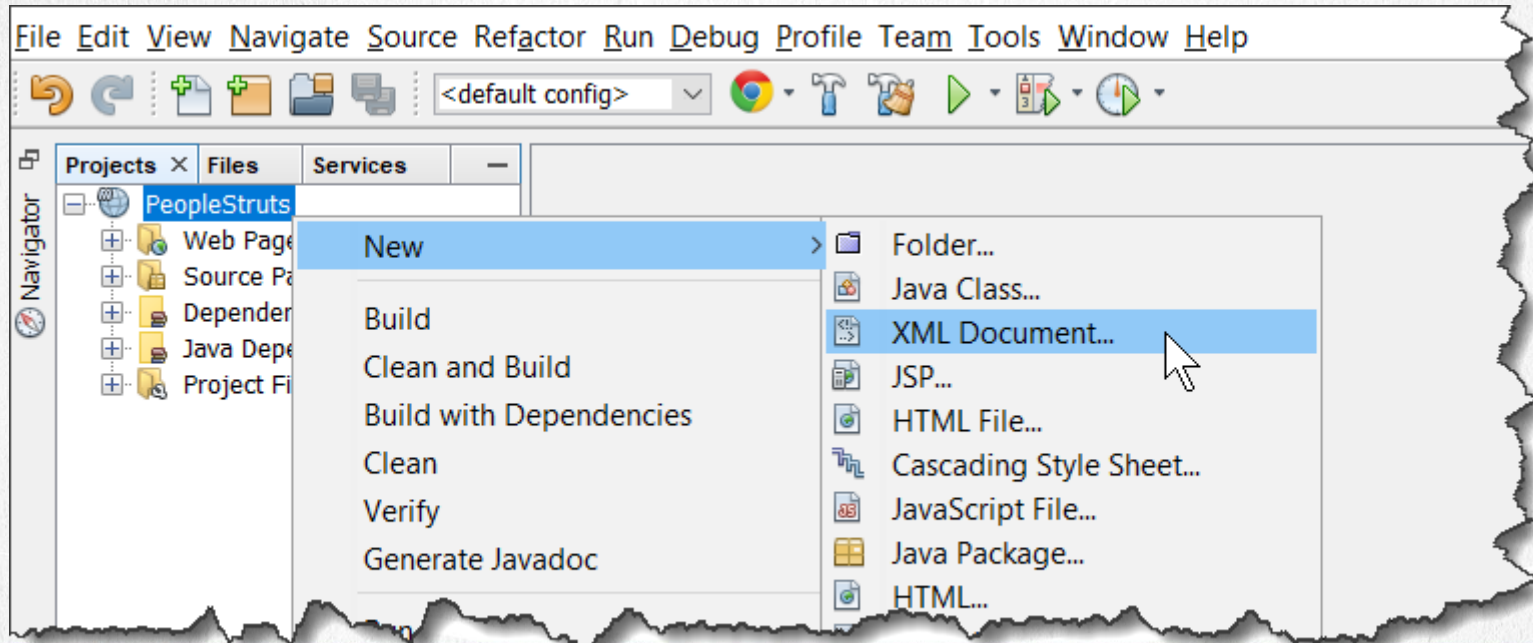 File Edit View Navigate Source Refactor Run Debug Profile Team Tools Window Help
<default config>
Projects × Files Services
Navigator
PeopleStruts
Web Page
Source Pa
Depender
Java Depe
Project Fi
New
Build
Clean and Build
Build with Dependencies
Clean
Verify
Generate Javadoc
Folder...
Java Class...
XML Document...
JSP...
HTML File...
Cascading Style Sheet...
JavaScript File...
Java Package...
HTML...